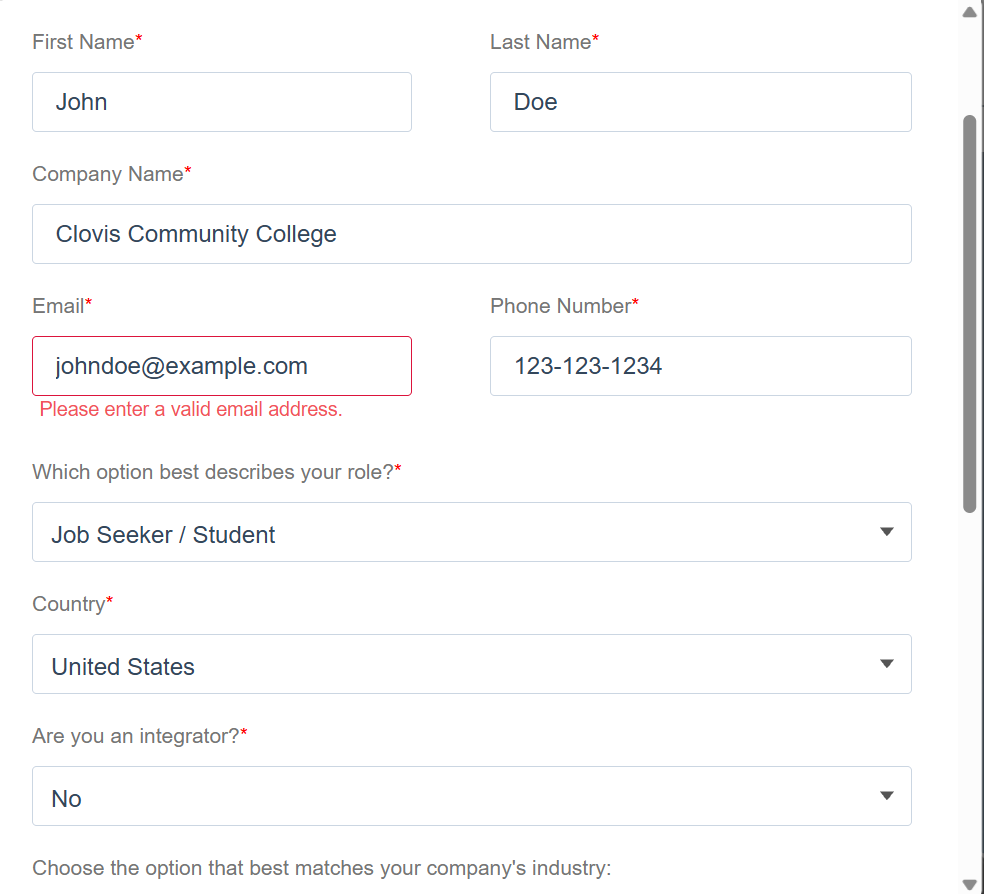 First Name*
Last Name*
John
Doe
Company Name*
Clovis Community College
Email*
Phone Number*
johndoe@example.com
123-123-1234
Please enter a valid email address.
Which option best describes your role?*
Job Seeker / Student
Country*
United States
Are you an integrator?*
No
Choose the option that best matches your company's industry: